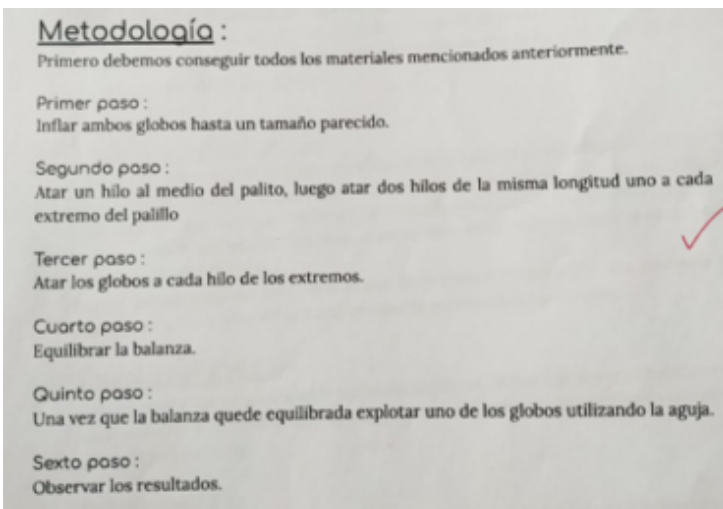 Metodología :
Primero debemos conseguir todos los materiales mencionados anteriormente.
Primer paso :
Inflar ambos globos hasta un tamaño parecido.
Segundo paso :
Atar un hilo al medio del palito, luego atar dos hilos de la misma longitud uno a cada
extremo del palillo
Tercer paso :
Atar los globos a cada hilo de los extremos.
Cuarto paso :
Equilibrar la balanza.
Quinto paso :
Una vez que la balanza quede equilibrada explotar uno de los globos utilizando la aguja.
Sexto paso :
Observar los resultados.